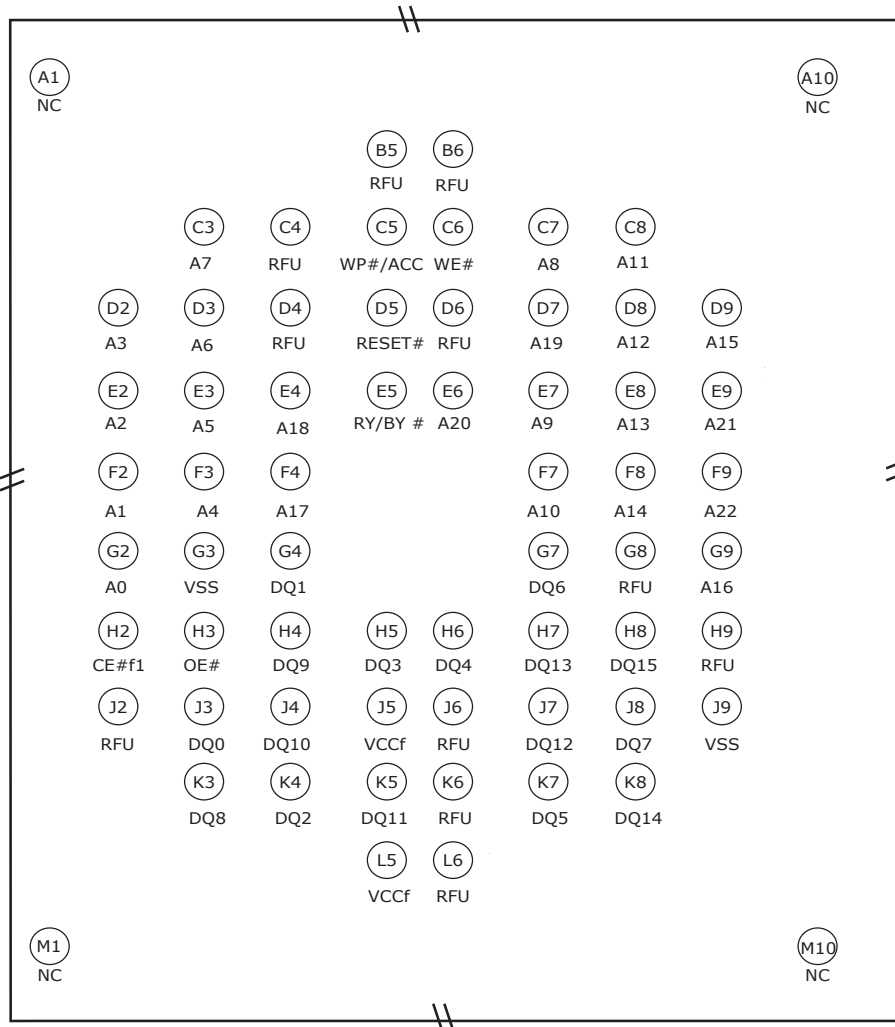 A1 A10
NC NC
B5 B6
RFU RFU
C3 C4 C5 C6 C7 C8
A7 RFU WP#/ACC WE# A8 A11
D2 D3 D4 D5 D6 D7 D8 D9
A3 A6 RFU RESET# RFU A19 A12 A15
E2 E3 E4 E5 E6 E7 E8 E9
A2 A5 A18 RY/BY # A20 A9 A13 A21
F2 F3 F4 F7 F8 F9
A1 A4 A17 A10 A14 A22
G2 G3 G4 G7 G8 G9
A0 VSS DQ1 DQ6 RFU A16
H2 H3 H4 H5 H6 H7 H8 H9
CE#f1 OE# DQ9 DQ3 DQ4 DQ13 DQ15 RFU
J2 J3 J4 J5 J6 J7 J8 J9
RFU DQ0 DQ10 VCCf RFU DQ12 DQ7 VSS
K3 K4 K5 K6 K7 K8
DQ8 DQ2 DQ11 RFU DQ5 DQ14
L5 L6
VCCf RFU
M1 M10
NC NC